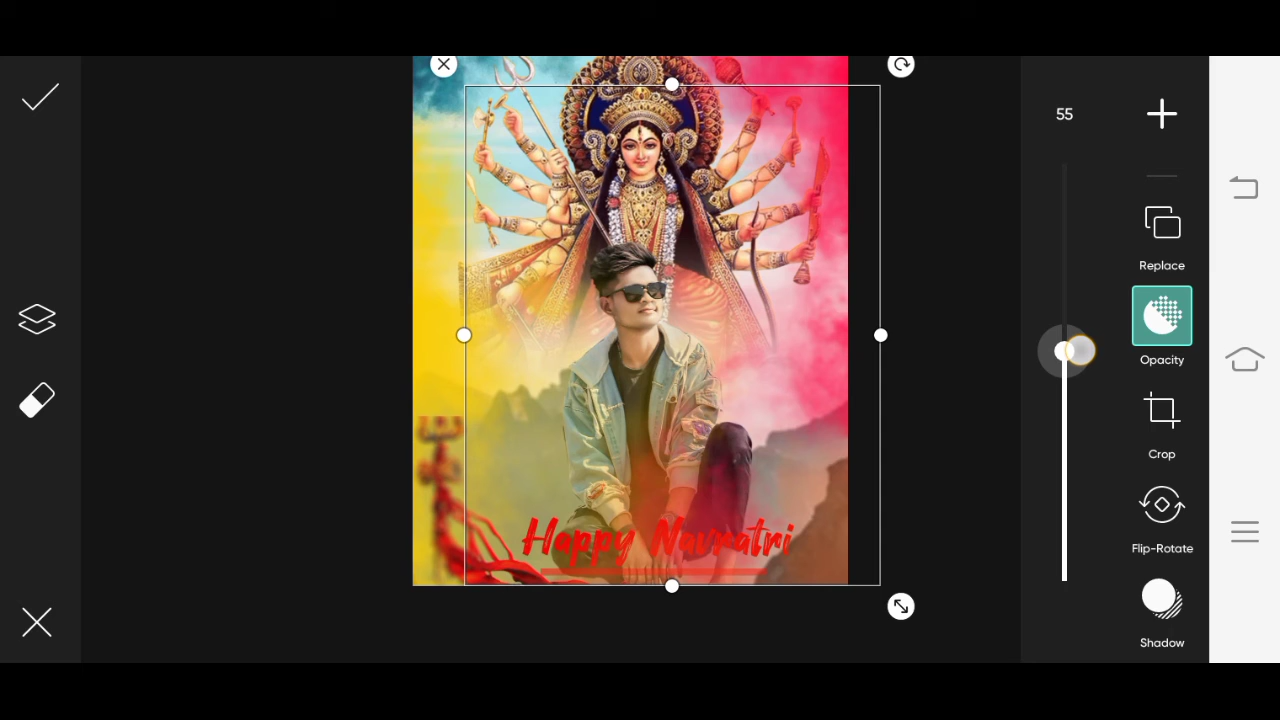 55
Replace
Opacity
Crop
Flip-Rotate
Shadow
Happy Navratri